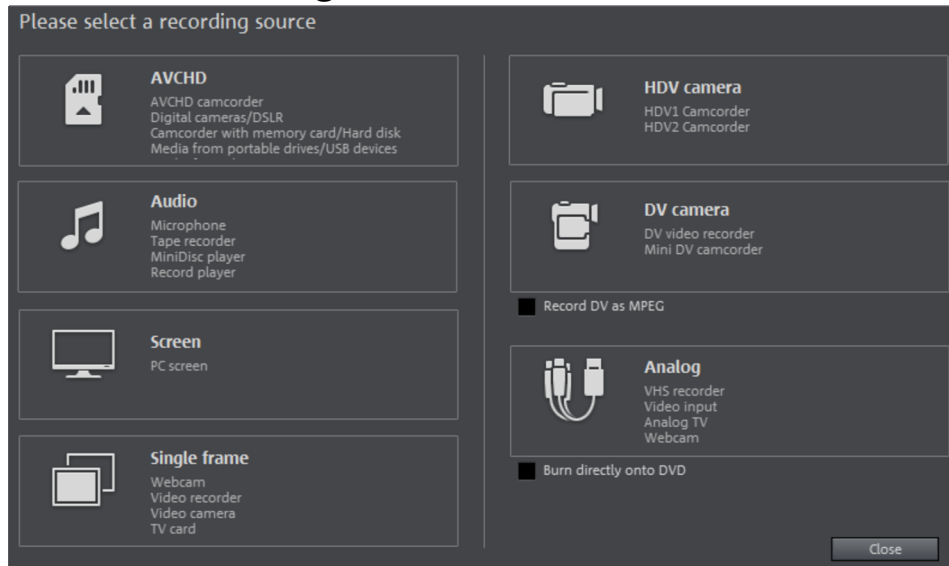 Please select a recording source
AVCHD
AVCHD camcorder
Digital cameras/DSLR
Camcorder with memory card/Hard disk
Media from portable drives/USB devices
Audio
Microphone
Tape recorder
MiniDisc player
Record player
Screen
PC screen
Single frame
Webcam
Video recorder
Video camera
TV card
HDV camera
HDV1 Camcorder
HDV2 Camcorder
DV camera
DV video recorder
Mini DV camcorder
Record DV as MPEG
Analog
VHS recorder
Video input
Analog TV
Webcam
Burn directly onto DVD
Close